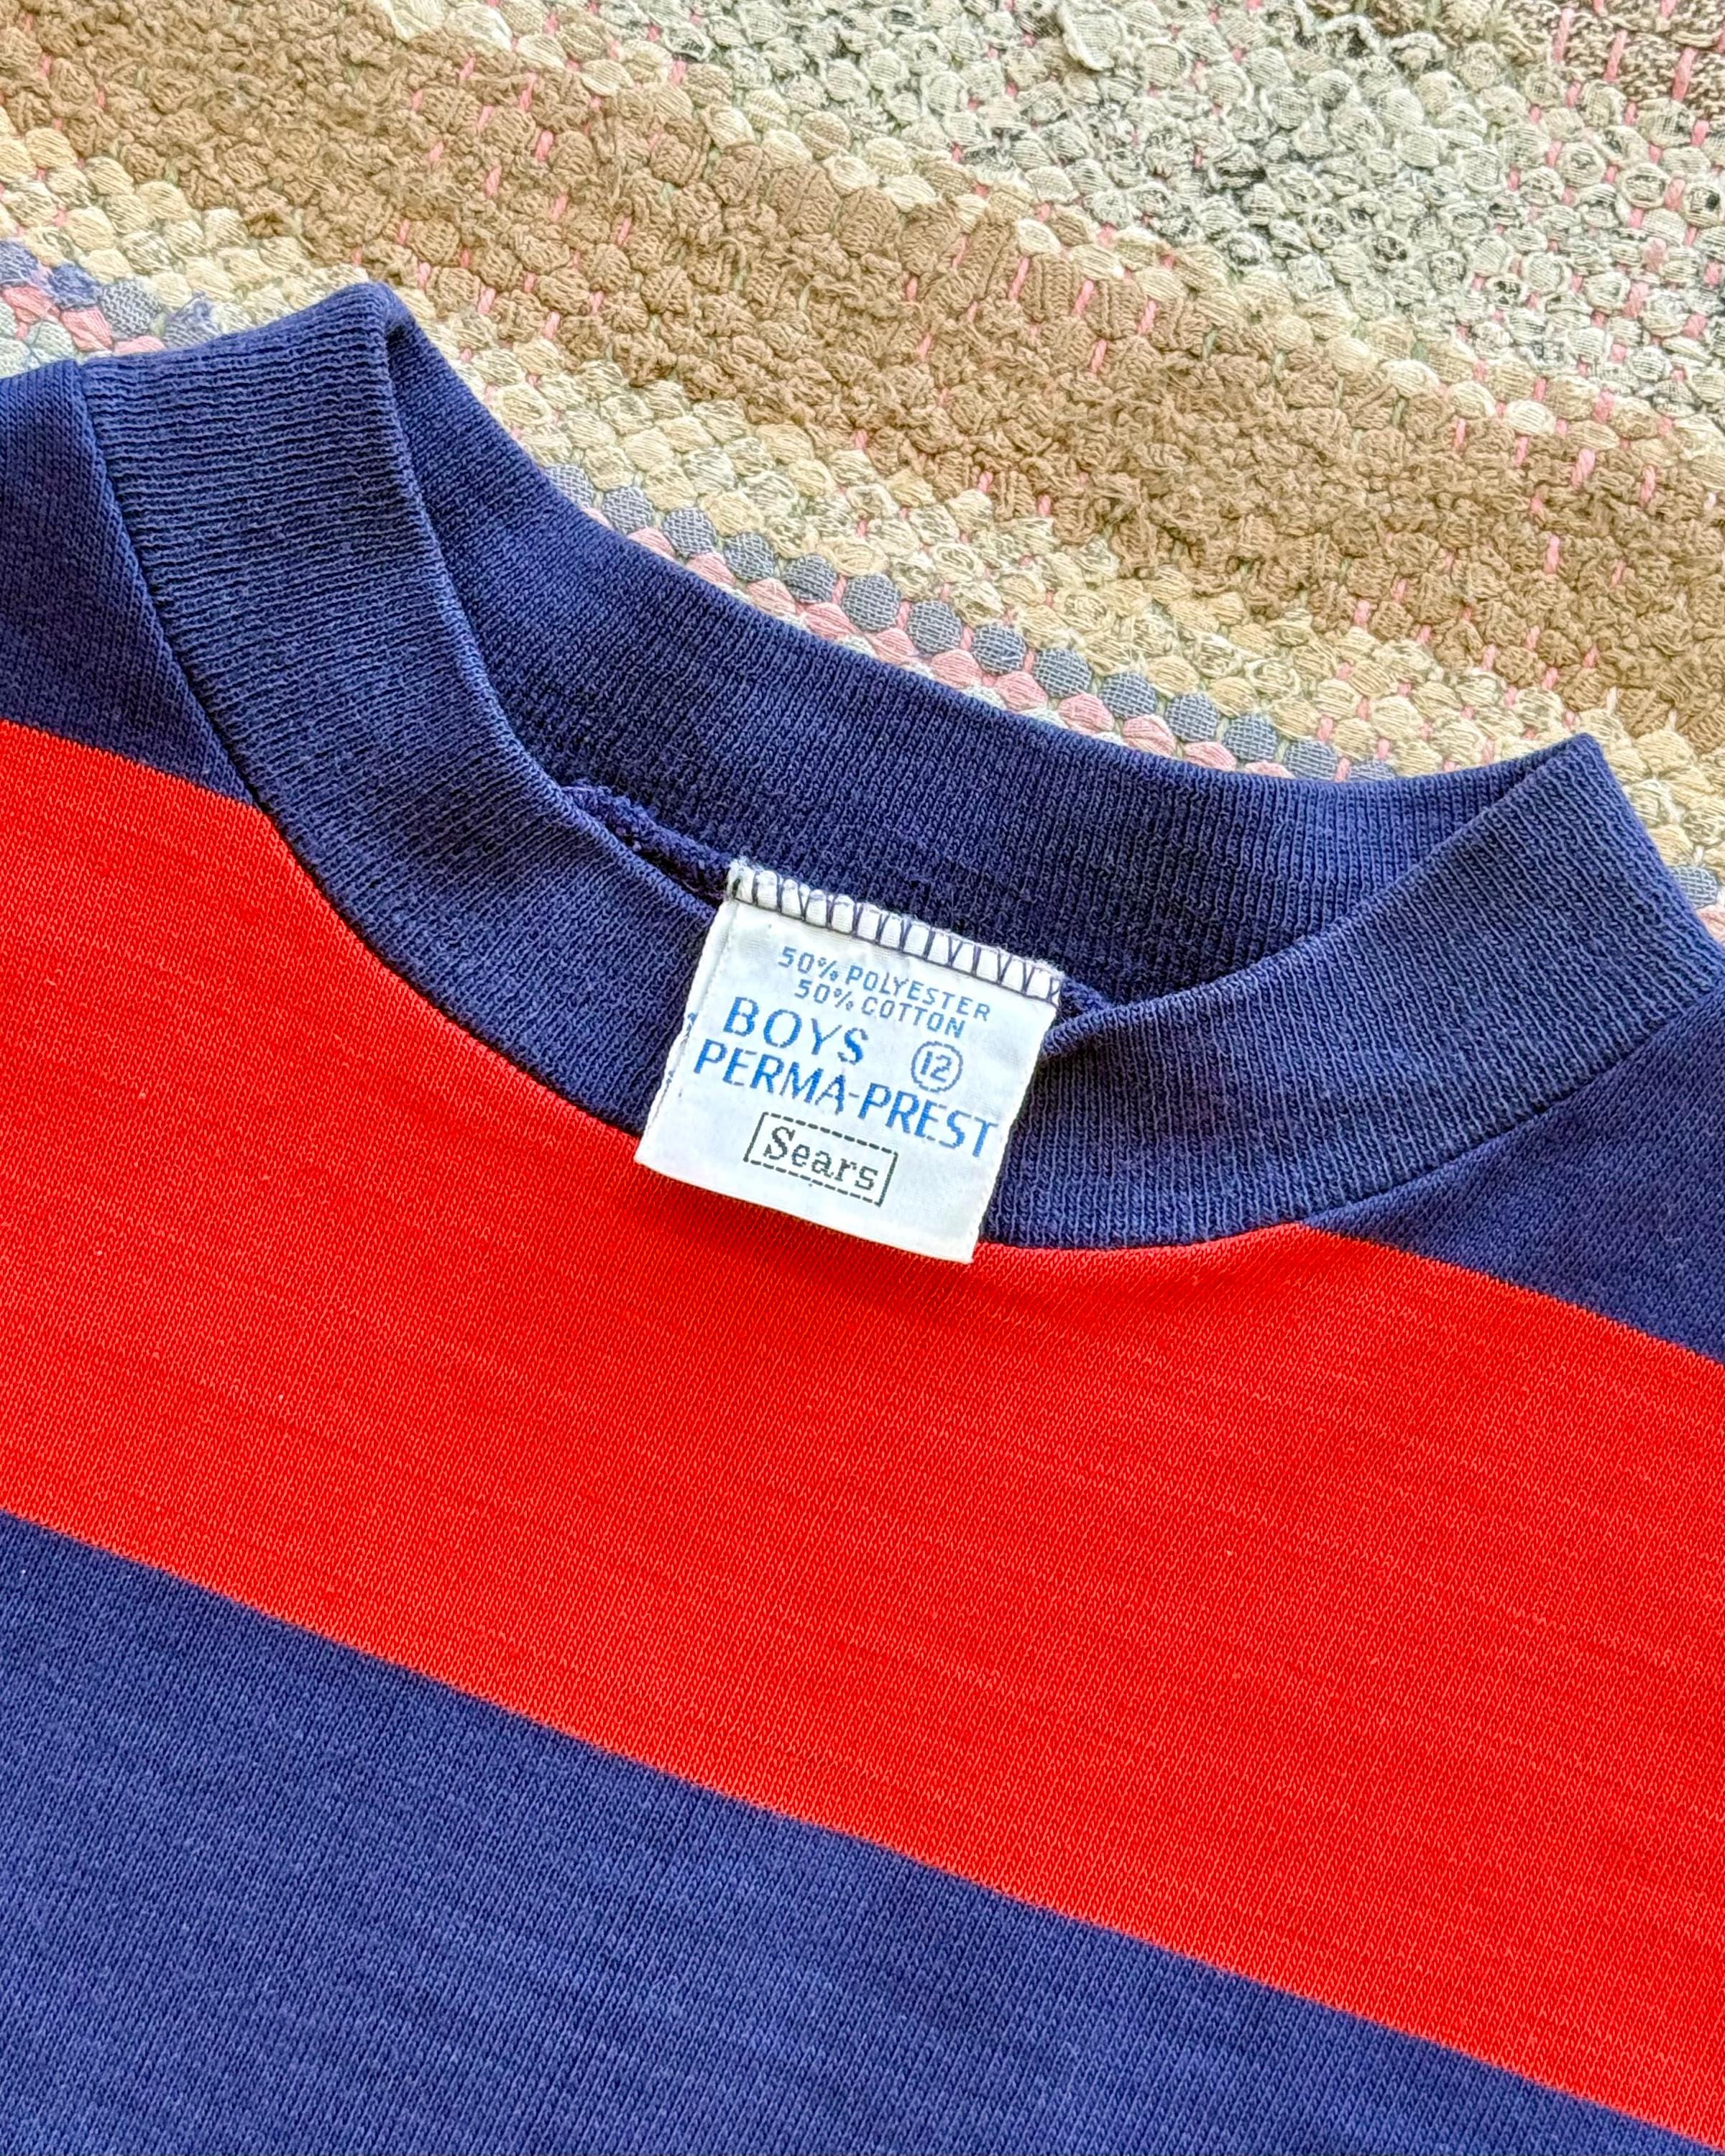 50% POLYESTER
50% COTTON
BOYS 12
PERMA-PREST
Sears